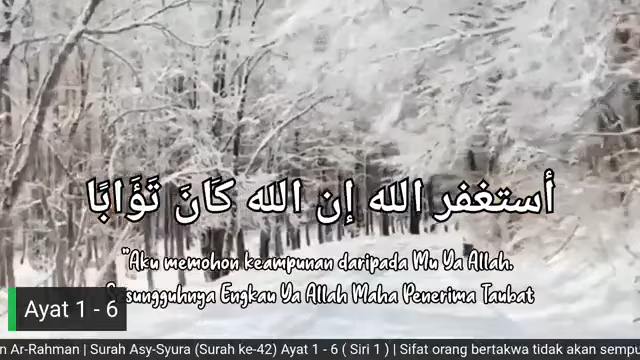 أستغفر الله إن الله كَانَ تَؤَابًا
"Aku memohon keampunan daripada Mu Ya Allah.
Sesungguhnya Engkau Ya Allah Maha Penerima Taubat
Ayat 1 - 6
Ar-Rahman | Surah Asy-Syura (Surah ke-42) Ayat 1 - 6 ( Siri 1 ) | Sifat orang bertakwa tidak akan